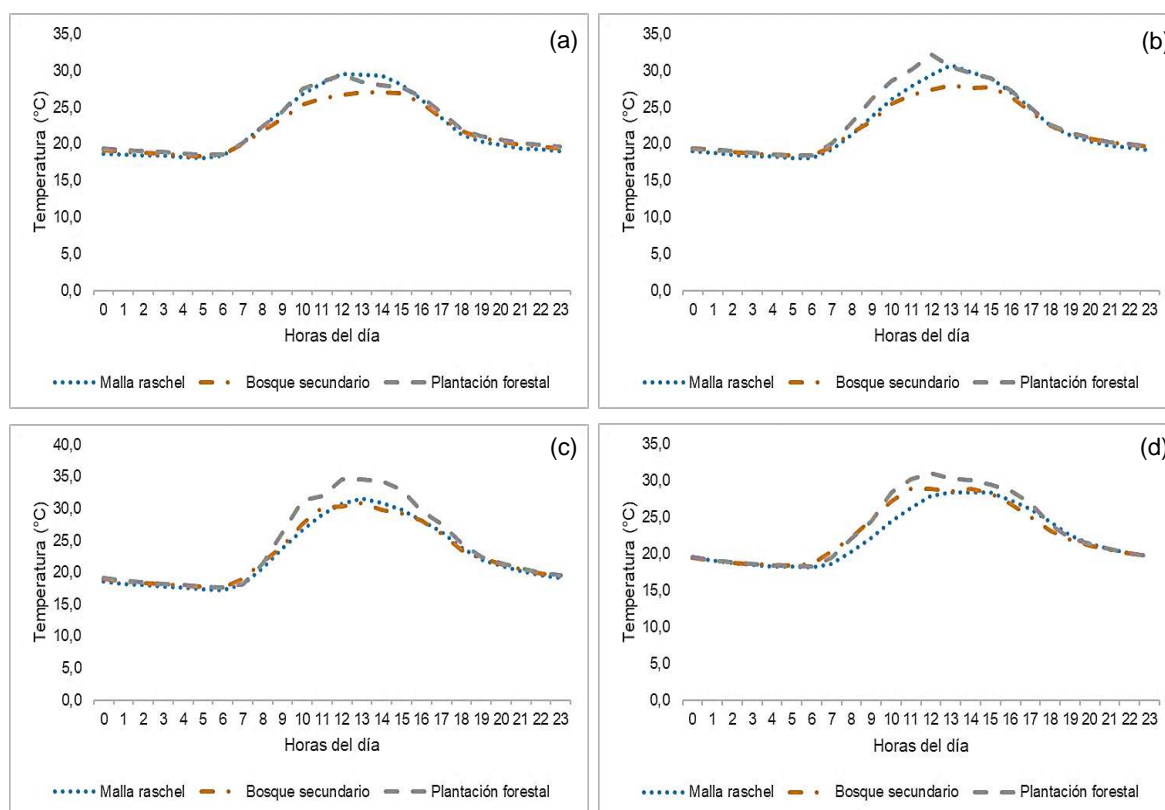 35,0
30,0
25,0
20,0
15,0
10,0
5,0
0,0
Temperatura (°C)
(a)
0 1 2 3 4 5 6 7 8 9 10 11 12 13 14 15 16 17 18 19 20 21 22 23
Horas del día
Malla raschel Bosque secundario Plantación forestal
35,0
30,0
25,0
20,0
15,0
10,0
5,0
0,0
Temperatura (°C)
(b)
0 1 2 3 4 5 6 7 8 9 10 11 12 13 14 15 16 17 18 19 20 21 22 23
Horas del día
Malla raschel Bosque secundario Plantación forestal
40,0
35,0
30,0
25,0
20,0
15,0
10,0
5,0
0,0
Temperatura (°C)
(c)
0 1 2 3 4 5 6 7 8 9 10 11 12 13 14 15 16 17 18 19 20 21 22 23
Horas del día
Malla raschel Bosque secundario Plantación forestal
35,0
30,0
25,0
20,0
15,0
10,0
5,0
0,0
Temperatura (°C)
(d)
0 1 2 3 4 5 6 7 8 9 10 11 12 13 14 15 16 17 18 19 20 21 22 23
Horas del día
Malla raschel Bosque secundario Plantación forestal